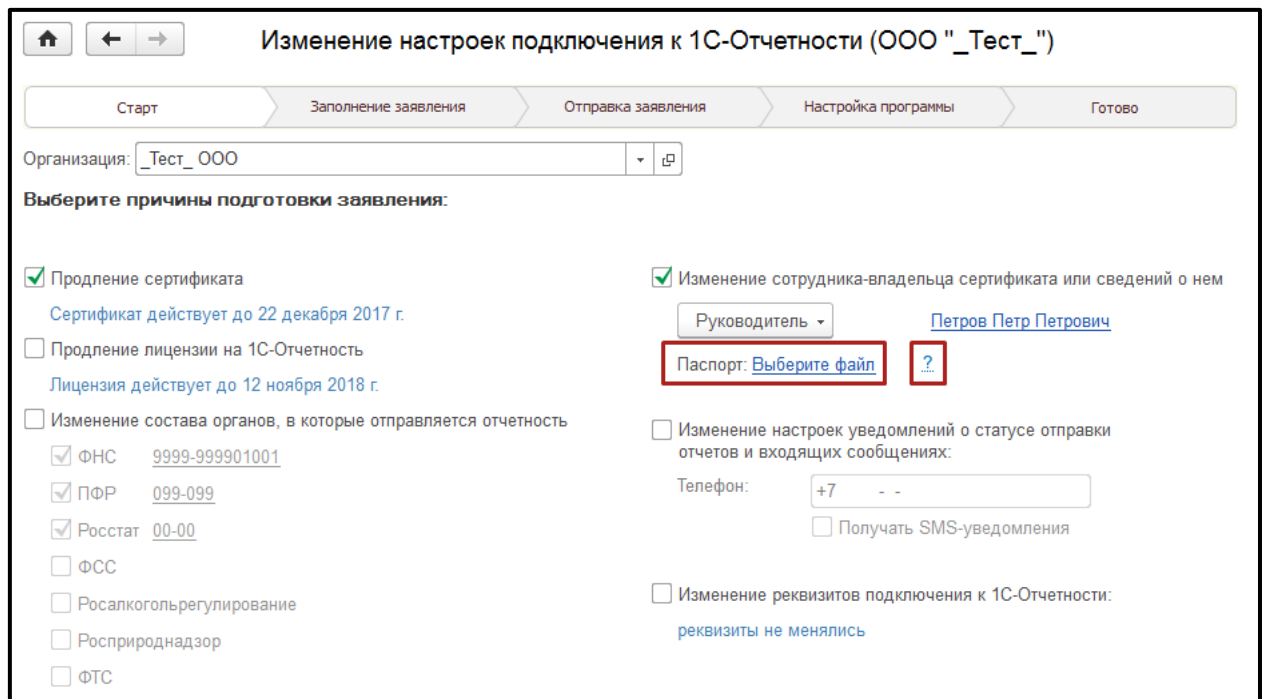 Изменение настроек подключения к 1С-Отчетности (ООО "_Тест_")
Старт
Заполнение заявления
Отправка заявления
Настройка программы
Готово
Организация: _Тест_ ООО
Выберите причины подготовки заявления:
Продление сертификата
Сертификат действует до 22 декабря 2017 г.
Продление лицензии на 1С-Отчетность
Лицензия действует до 12 ноября 2018 г.
Изменение состава органов, в которые отправляется отчетность
ФНС 9999-999901001
ПФР 099-099
Росстат 00-00
ФСС
Росалкогольрегулирование
Росприроднадзор
ФТС
Изменение сотрудника-владельца сертификата или сведений о нем
Руководитель Петров Петр Петрович
Паспорт: Выберите файл ?
Изменение настроек уведомлений о статусе отправки
отчетов и входящих сообщениях:
Телефон: +7 - -
Получать SMS-уведомления
Изменение реквизитов подключения к 1С-Отчетности:
реквизиты не менялись